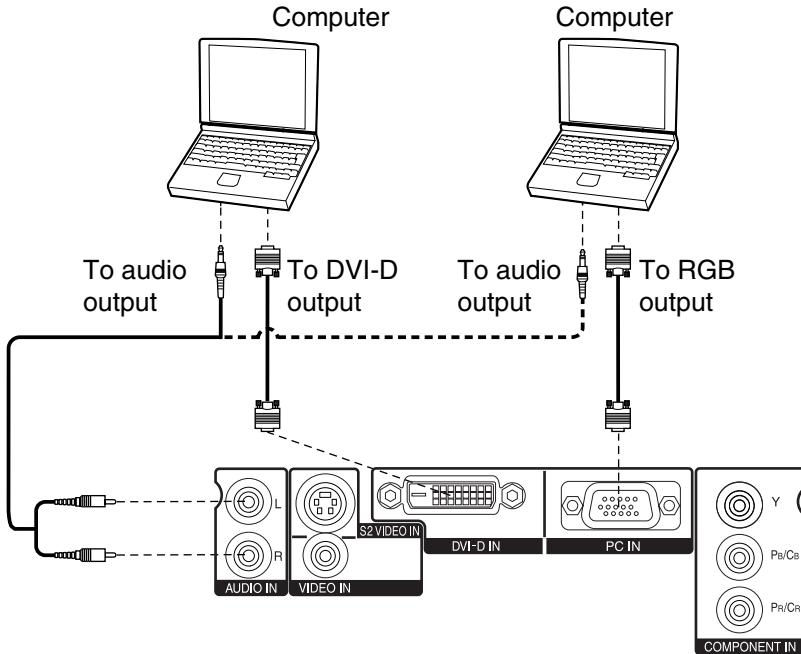 Computer
Computer
To audio
output
To DVI-D
output
To audio
output
To RGB
output
L
R
AUDIO IN
S2 VIDEO IN
VIDEO IN
DVI-D IN
PC IN
Y
PB/CB
PR/CR
COMPONENT IN